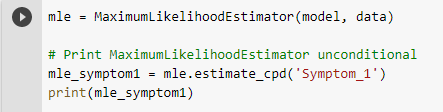 mle = MaximumLikelihoodEstimator(model, data)
# Print MaximumLikelihoodEstimator unconditional
mle_symptom1 = mle.estimate_cpd('Symptom_1')
print(mle_symptom1)